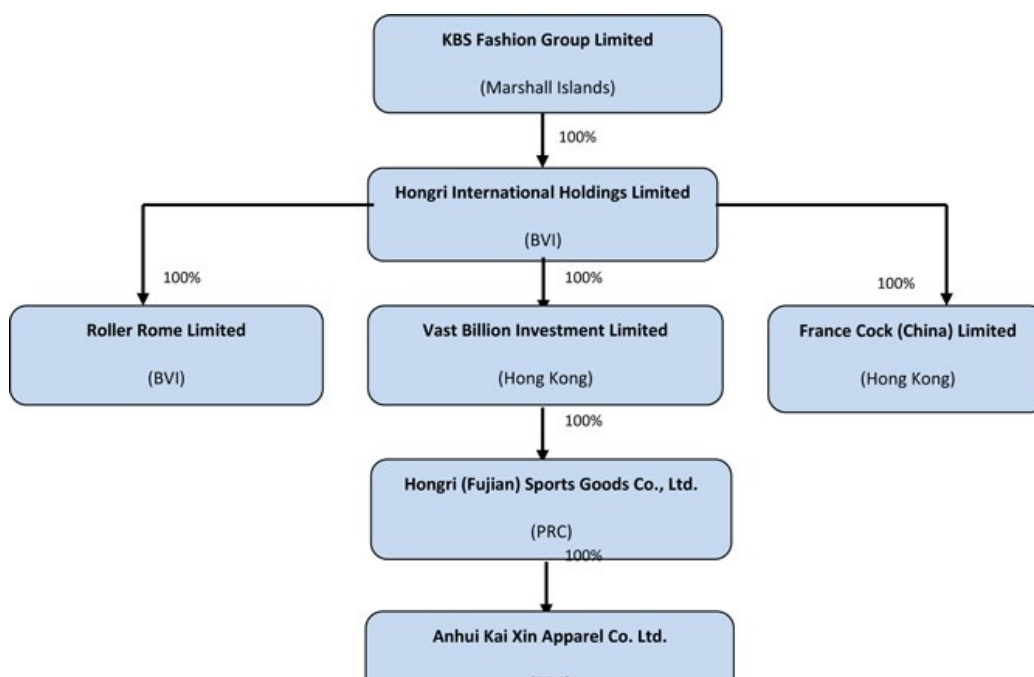 KBS Fashion Group Limited
(Marshall Islands)
100%
Hongri International Holdings Limited
(BVI)
100%
100%
100%
Roller Rome Limited
(BVI)
Vast Billion Investment Limited
(Hong Kong)
France Cock (China) Limited
(Hong Kong)
100%
Hongri (Fujian) Sports Goods Co., Ltd.
(PRC)
100%
Anhui Kai Xin Apparel Co. Ltd.